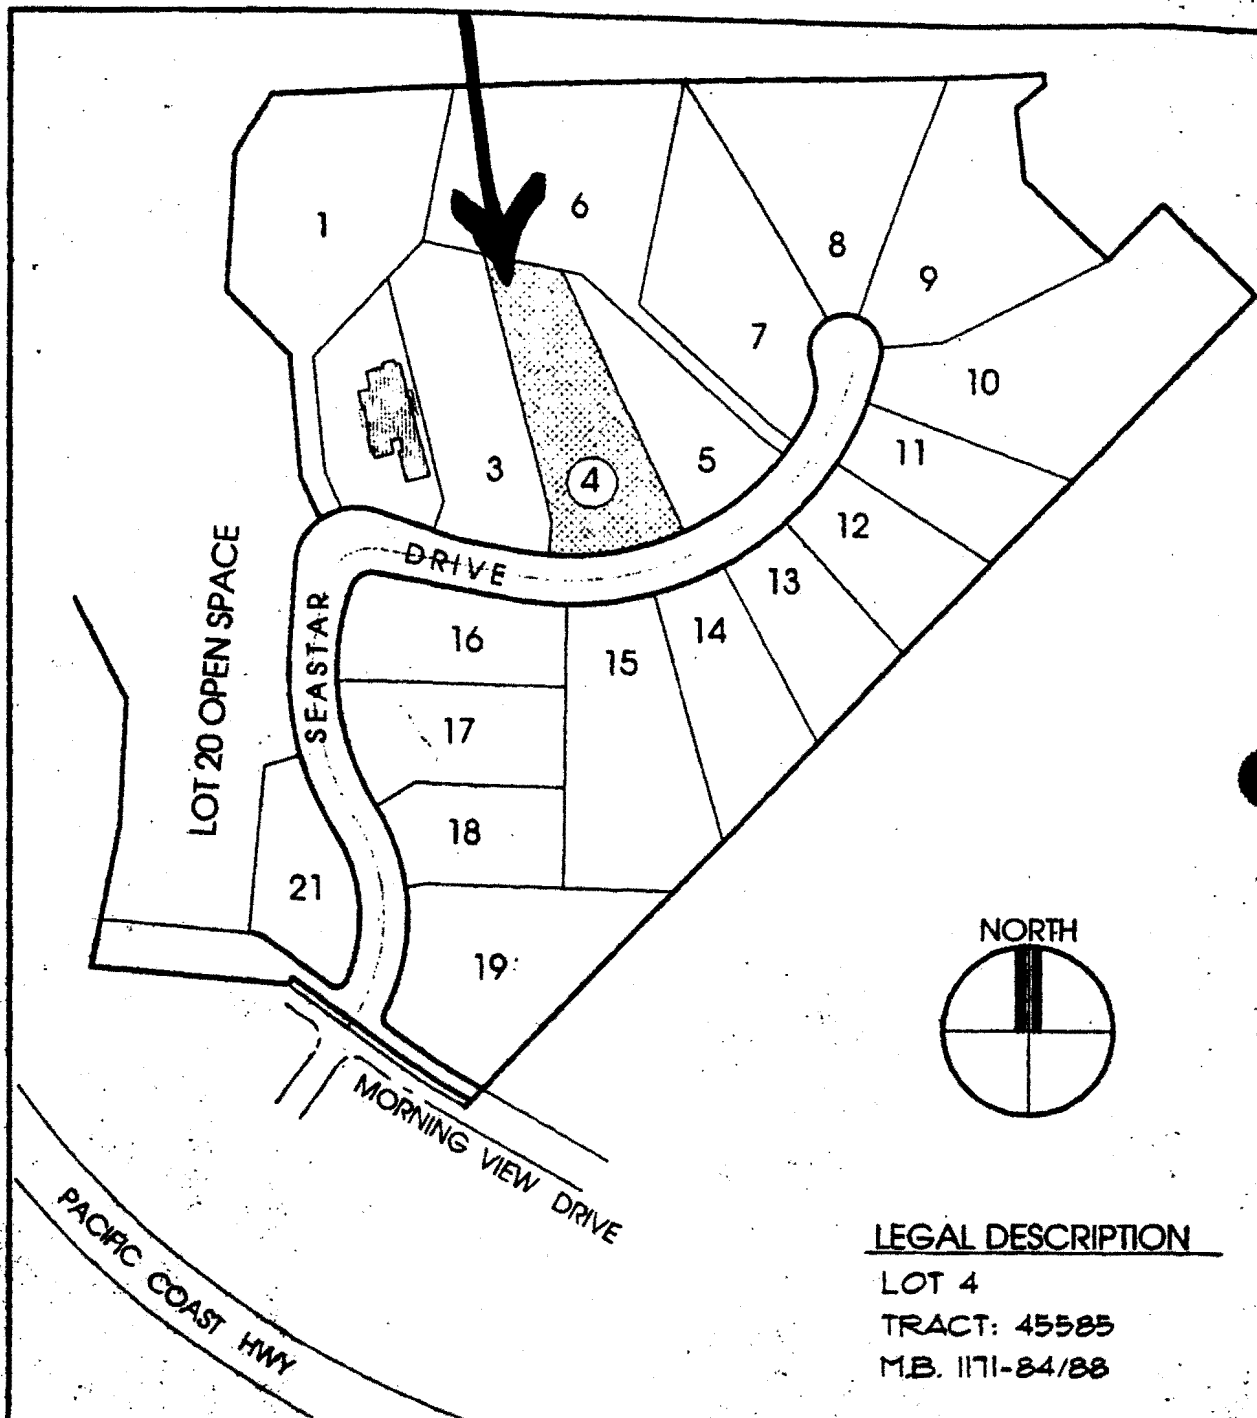 1
6
8
9
7
10
3
4
5
11
12
DRIVE
13
SEASTAR
16
14
15
LOT 20 OPEN SPACE
17
18
21
19
NORTH
MORNING VIEW DRIVE
PACIFIC COAST HWY
LEGAL DESCRIPTION
LOT 4
TRACT: 45585
M.B. 1171-84/88